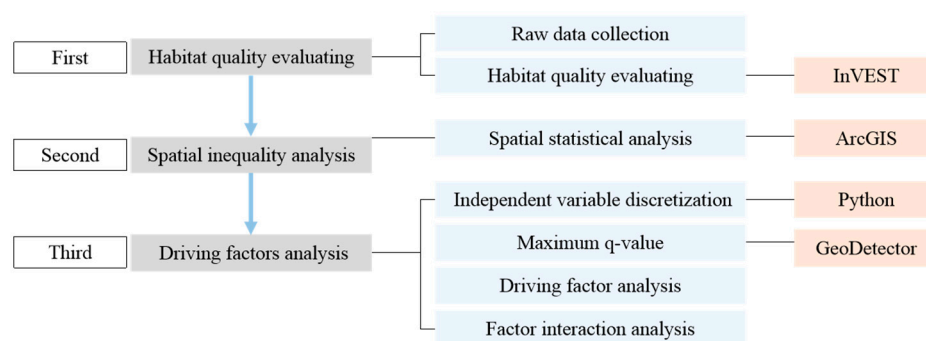 First
Habitat quality evaluating
Raw data collection
Habitat quality evaluating
InVEST
Second
Spatial inequality analysis
Spatial statistical analysis
ArcGIS
Third
Driving factors analysis
Independent variable discretization
Python
Maximum q-value
GeoDetector
Driving factor analysis
Factor interaction analysis